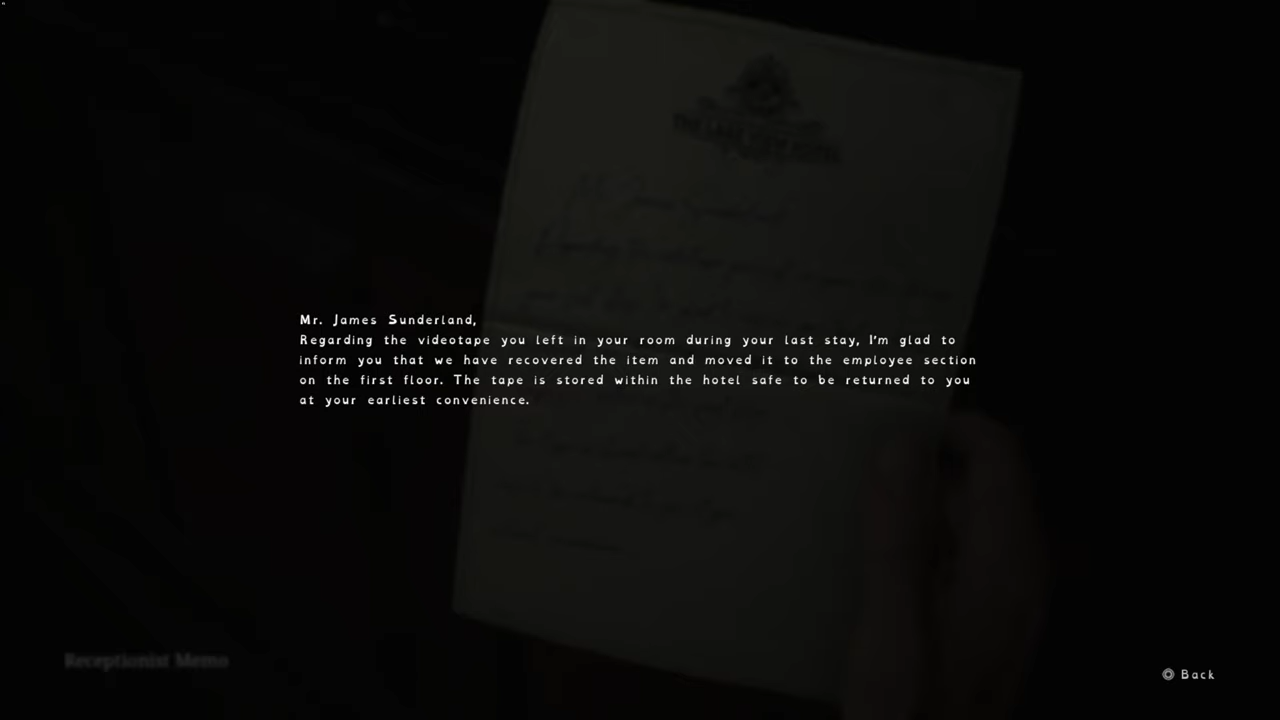 Mr. James Sunderland,
Regarding the videotape you left in your room during your last stay, I'm glad to
inform you that we have recovered the item and moved it to the employee section
on the first floor. The tape is stored within the hotel safe to be returned to you
at your earliest convenience.
Receptionist Memo
Back